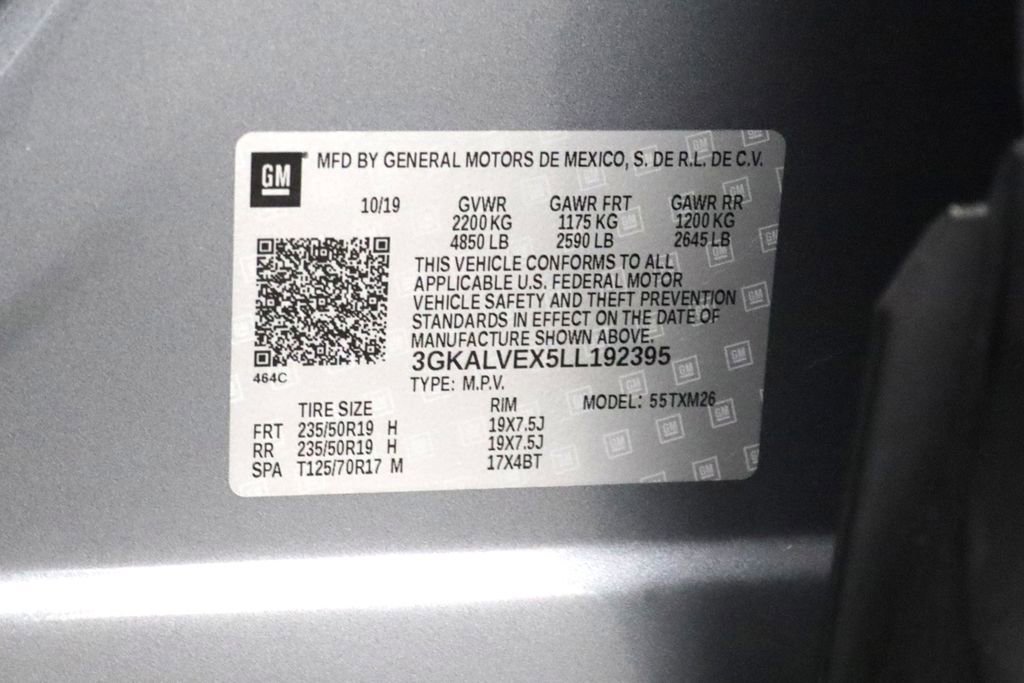 GM MFD BY GENERAL MOTORS DE MEXICO, S. DE R.L. DE C.V.
10/19 GVWR GAWR FRT GAWR RR
2200 KG 1175 KG 1200 KG
4850 LB 2590 LB 2645 LB
THIS VEHICLE CONFORMS TO ALL
APPLICABLE U.S. FEDERAL MOTOR
VEHICLE SAFETY AND THEFT PREVENTION
STANDARDS IN EFFECT ON THE DATE OF
MANUFACTURE SHOWN ABOVE.
3GKALVEX5LL192395
464C
TYPE: M.P.V.
TIRE SIZE RIM MODEL: 55TXM26
FRT 235/50R19 H 19X7.5J
RR 235/50R19 H 19X7.5J
SPA T125/70R17 M 17X4BT